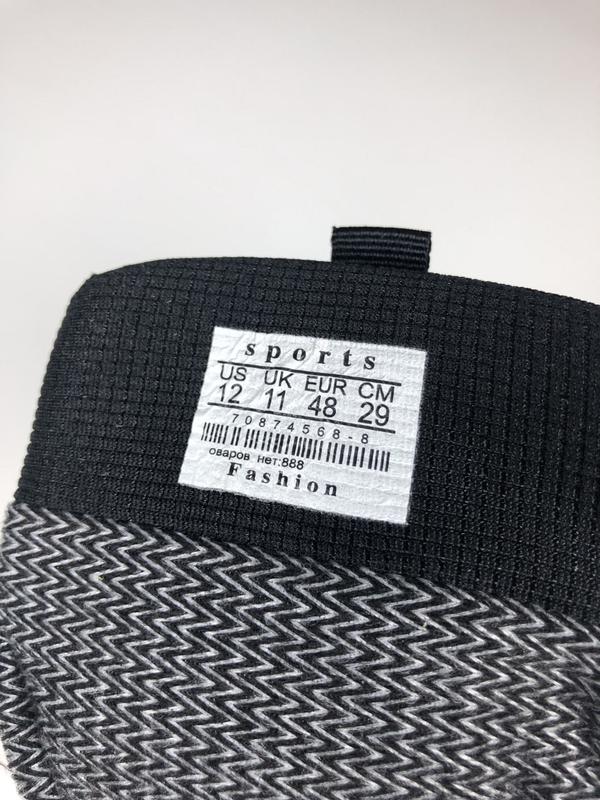 sports
US UK EUR CM
12 11 48 29
70874568-8
оваров нет:888
Fashion